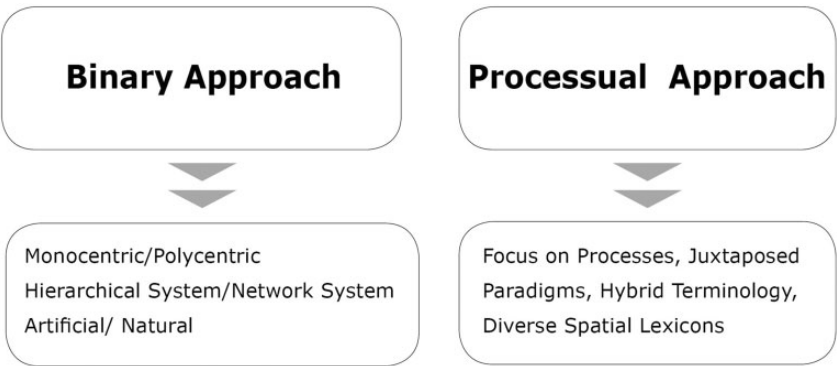 Binary Approach
Processual Approach
Monocentric/Polycentric
Hierarchical System/Network System
Artificial/ Natural
Focus on Processes, Juxtaposed
Paradigms, Hybrid Terminology,
Diverse Spatial Lexicons